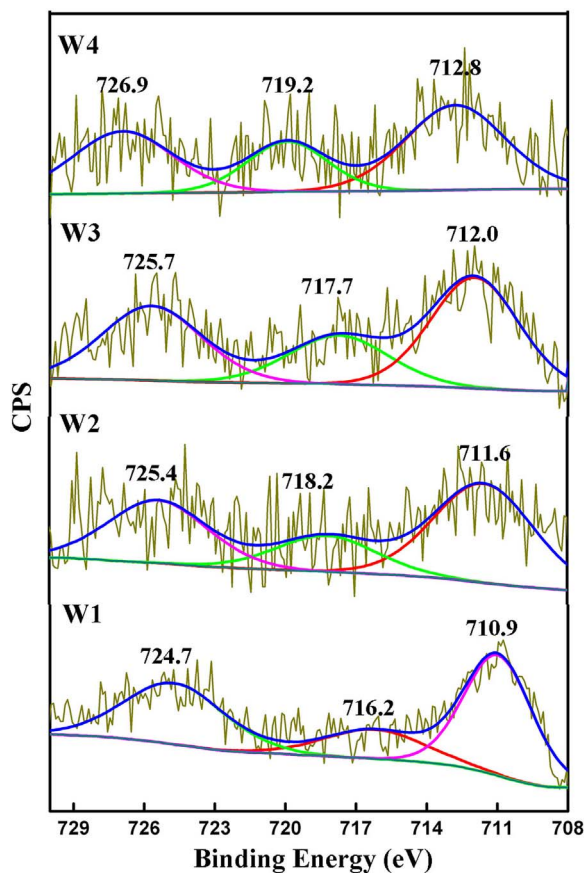 W4
726.9 719.2 712.8
W3
725.7 717.7 712.0
CPS
W2
725.4 718.2 711.6
W1
724.7 716.2 710.9
729 726 723 720 717 714 711 708
Binding Energy (eV)